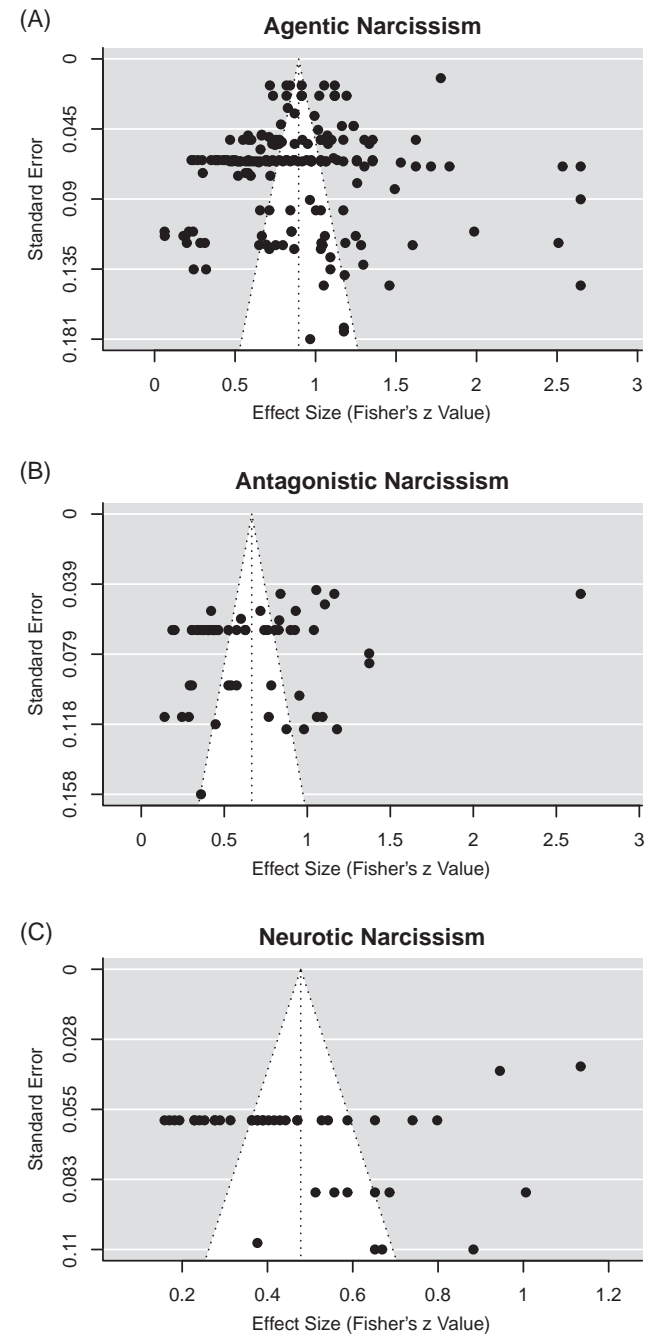 (A)
Agentic Narcissism
0
0.045
0.09
0.135
0.181
Standard Error
0 0.5 1 1.5 2 2.5 3
Effect Size (Fisher's z Value)
(B)
Antagonistic Narcissism
0
0.039
0.079
0.118
0.158
Standard Error
0 0.5 1 1.5 2 2.5 3
Effect Size (Fisher's z Value)
(C)
Neurotic Narcissism
0
0.028
0.055
0.083
0.11
Standard Error
0.2 0.4 0.6 0.8 1 1.2
Effect Size (Fisher's z Value)